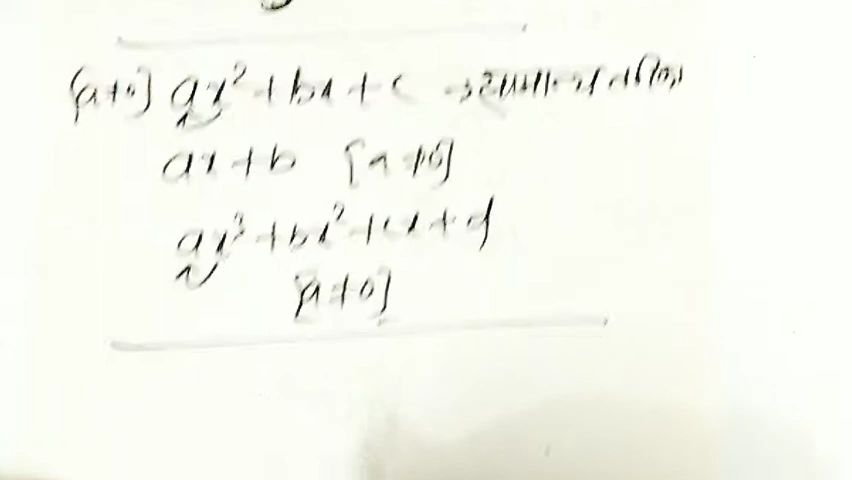 [a≠0] ax²+bx+c →
ax+b [a≠0]
ax³+bx²+cx+d
[a≠0]